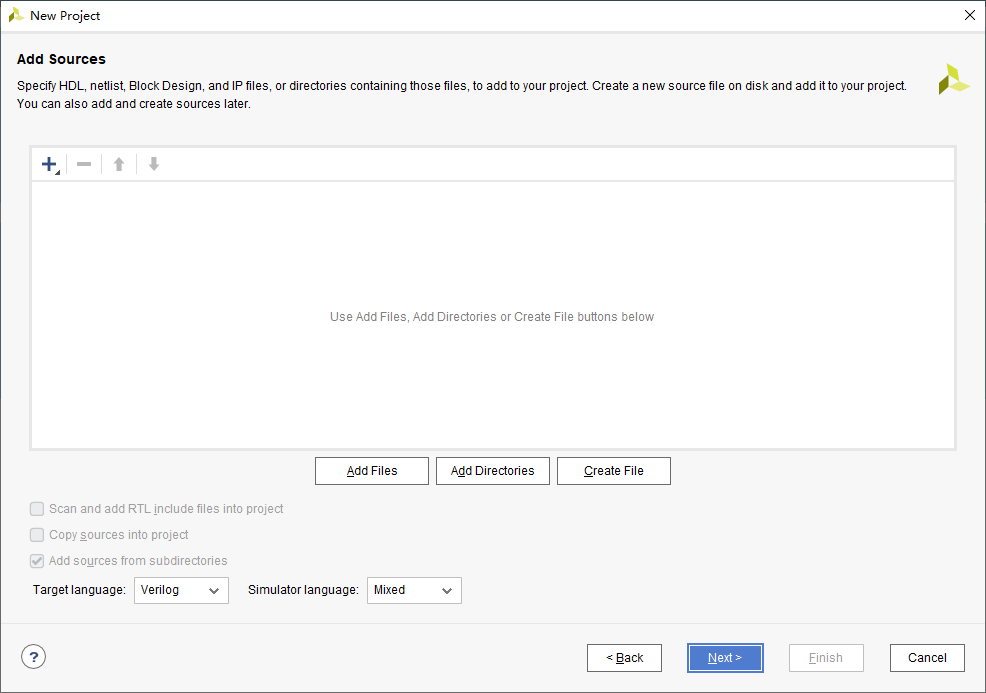 New Project
Add Sources
Specify HDL, netlist, Block Design, and IP files, or directories containing those files, to add to your project. Create a new source file on disk and add it to your project.
You can also add and create sources later.
Use Add Files, Add Directories or Create File buttons below
Add Files Add Directories Create File
Scan and add RTL include files into project
Copy sources into project
Add sources from subdirectories
Target language: Verilog Simulator language: Mixed
? < Back Next > Finish Cancel